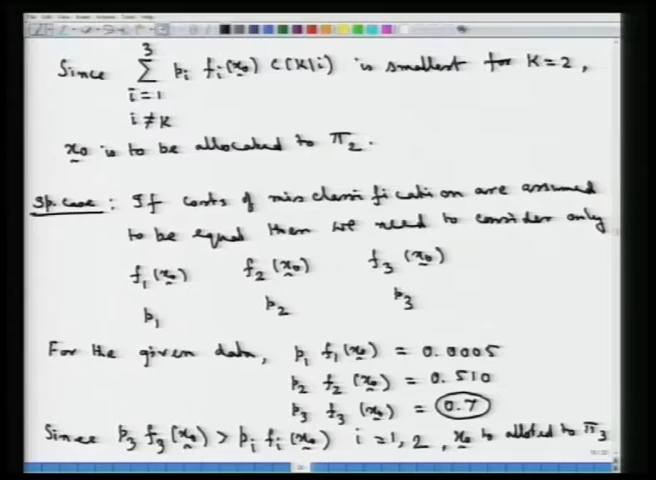 Since 3∑i=1 i≠K p_i f_i(x_0) C(K|i) is smallest for K=2,
x_0 is to be allocated to π_2.
Sp. case : If costs of misclassification are assumed
to be equal then we need to consider only
f_1(x_0) f_2(x_0) f_3(x_0)
p_1 p_2 p_3
For the given data, p_1 f_1(x_0) = 0.0005
p_2 f_2(x_0) = 0.510
p_3 f_3(x_0) = 0.7
Since p_3 f_3(x_0) > p_i f_i(x_0) i=1,2, x_0 to alloted to π_3